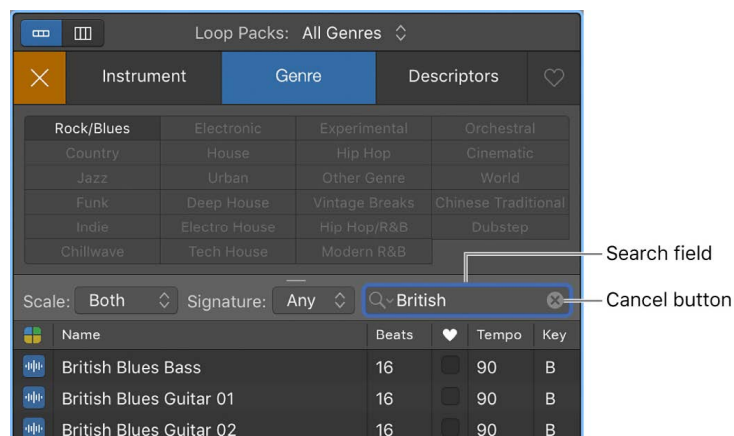 Loop Packs: All Genres
Instrument Genre Descriptors
Rock/Blues Electronic Experimental Orchestral
Country House Hip Hop Cinematic
Jazz Urban Other Genre World
Funk Deep House Vintage Breaks Chinese Traditional
Indie Electro House Hip Hop/R&B Dubstep
Chillwave Tech House Modern R&B
Search field
Scale: Both Signature: Any British
Cancel button
Name Beats Tempo Key
British Blues Bass 16 90 B
British Blues Guitar 01 16 90 B
British Blues Guitar 02 16 90 B